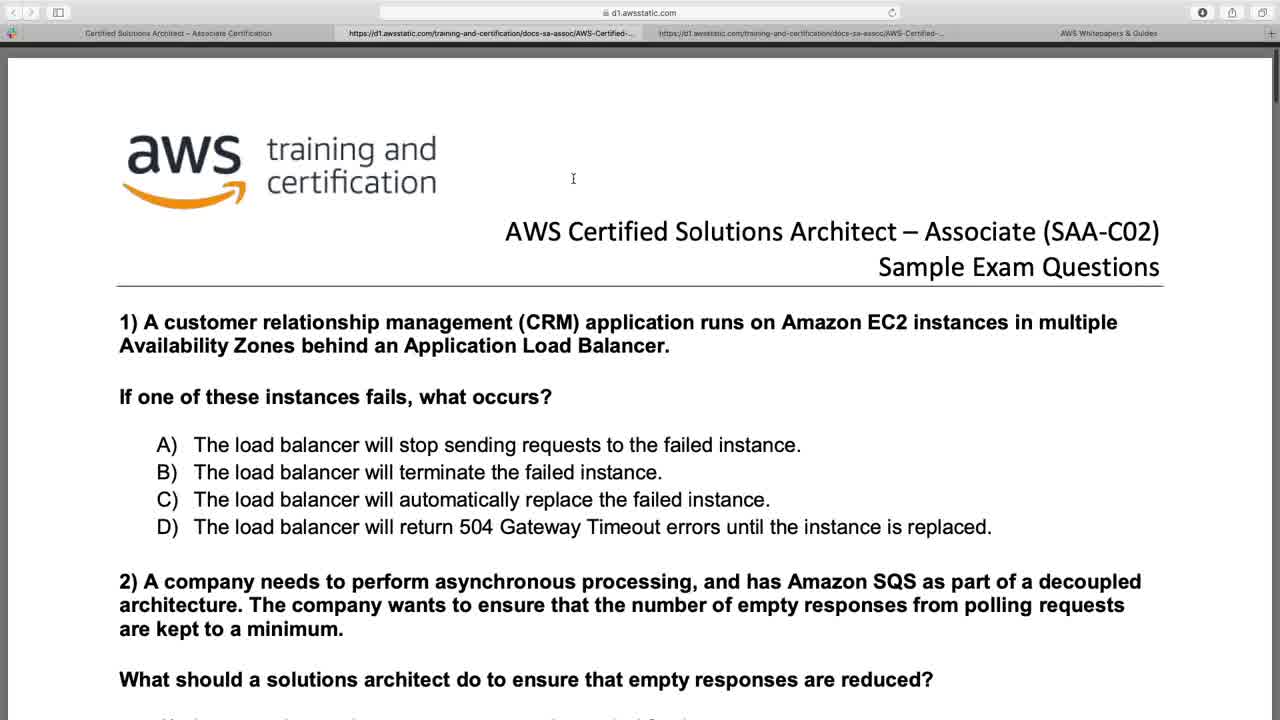 d1.awsstatic.com
Certified Solutions Architect – Associate Certification
https://d1.awsstatic.com/training-and-certification/docs-sa-assoc/AWS-Certified-...
https://d1.awsstatic.com/training-and-certification/docs-sa-assoc/AWS-Certified-...
AWS Whitepapers & Guides
aws training and
certification
AWS Certified Solutions Architect – Associate (SAA-C02)
Sample Exam Questions
1) A customer relationship management (CRM) application runs on Amazon EC2 instances in multiple
Availability Zones behind an Application Load Balancer.
If one of these instances fails, what occurs?
A) The load balancer will stop sending requests to the failed instance.
B) The load balancer will terminate the failed instance.
C) The load balancer will automatically replace the failed instance.
D) The load balancer will return 504 Gateway Timeout errors until the instance is replaced.
2) A company needs to perform asynchronous processing, and has Amazon SQS as part of a decoupled
architecture. The company wants to ensure that the number of empty responses from polling requests
are kept to a minimum.
What should a solutions architect do to ensure that empty responses are reduced?